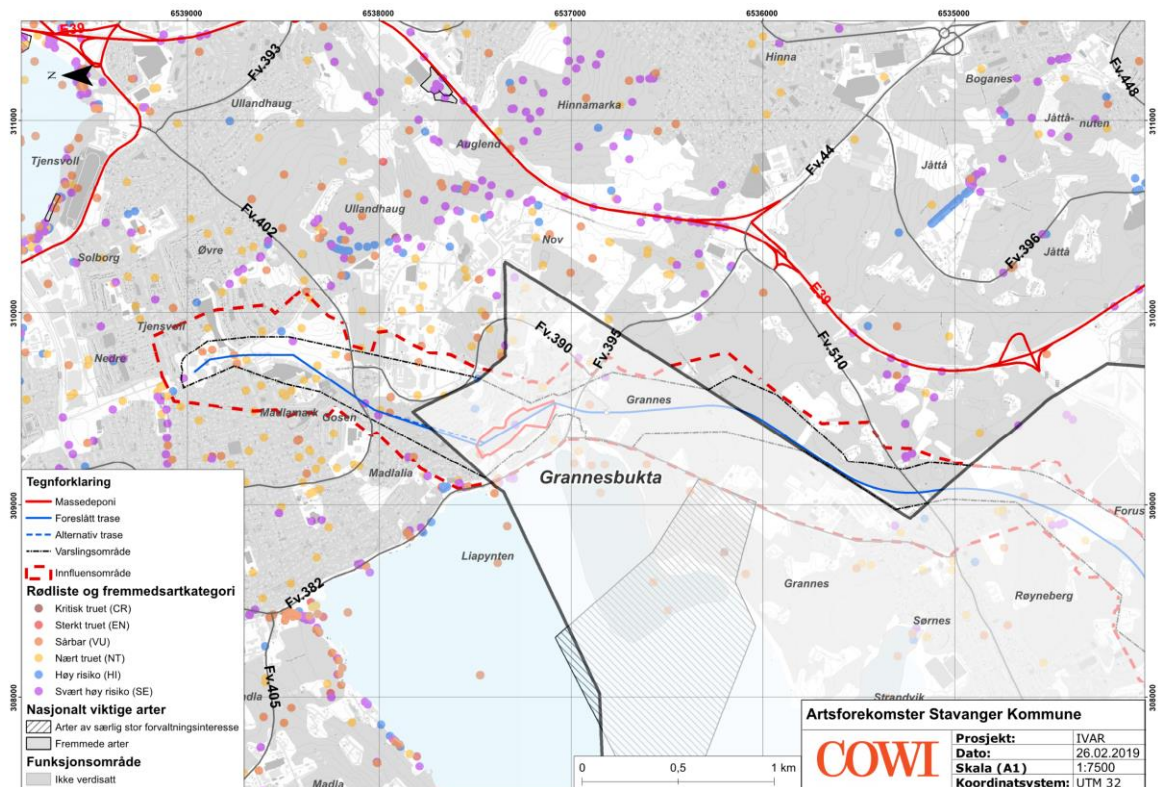 6539000
6538000
6537000
6536000
6535000
E39
Fv.393
Hinna
Boganes
Fv.448
N
Ullandhaug
Hinnamarka
Jåttå-
nuten
311000
311000
Auglend
Fv.44
Jåttå
Tjensvoll
Fv.402
Ullandhaug
Solborg
Øvre
Nov
Fv.396
Jåttå
310000
310000
E39
Tjensvoll
Fv.390
Fv.395
Fv.510
Nedre
Grannes
Madlamark
Gosen
Madlalia
Grannesbukta
309000
309000
Forus
Liapynten
Grannes
Røyneberg
Fv.382
Sørnes
Fv.405
Strandvik
308000
308000
Madla
Tegnforklaring
Massedeponi
Foreslått trase
Alternativ trase
Varslingsområde
Innfluensområde
Rødliste og fremmedsartkategori
Kritisk truet (CR)
Sterkt truet (EN)
Sårbar (VU)
Nært truet (NT)
Høy risiko (HI)
Svært høy risiko (SE)
Nasjonalt viktige arter
Arter av særlig stor forvaltningsinteresse
Fremmede arter
Funksjonsområde
Ikke verdisatt
0 0,5 1 km
Artsforekomster Stavanger Kommune
COWI
Prosjekt: IVAR
Dato: 26.02.2019
Skala (A1) 1:7500
Koordinatsystem: UTM 32